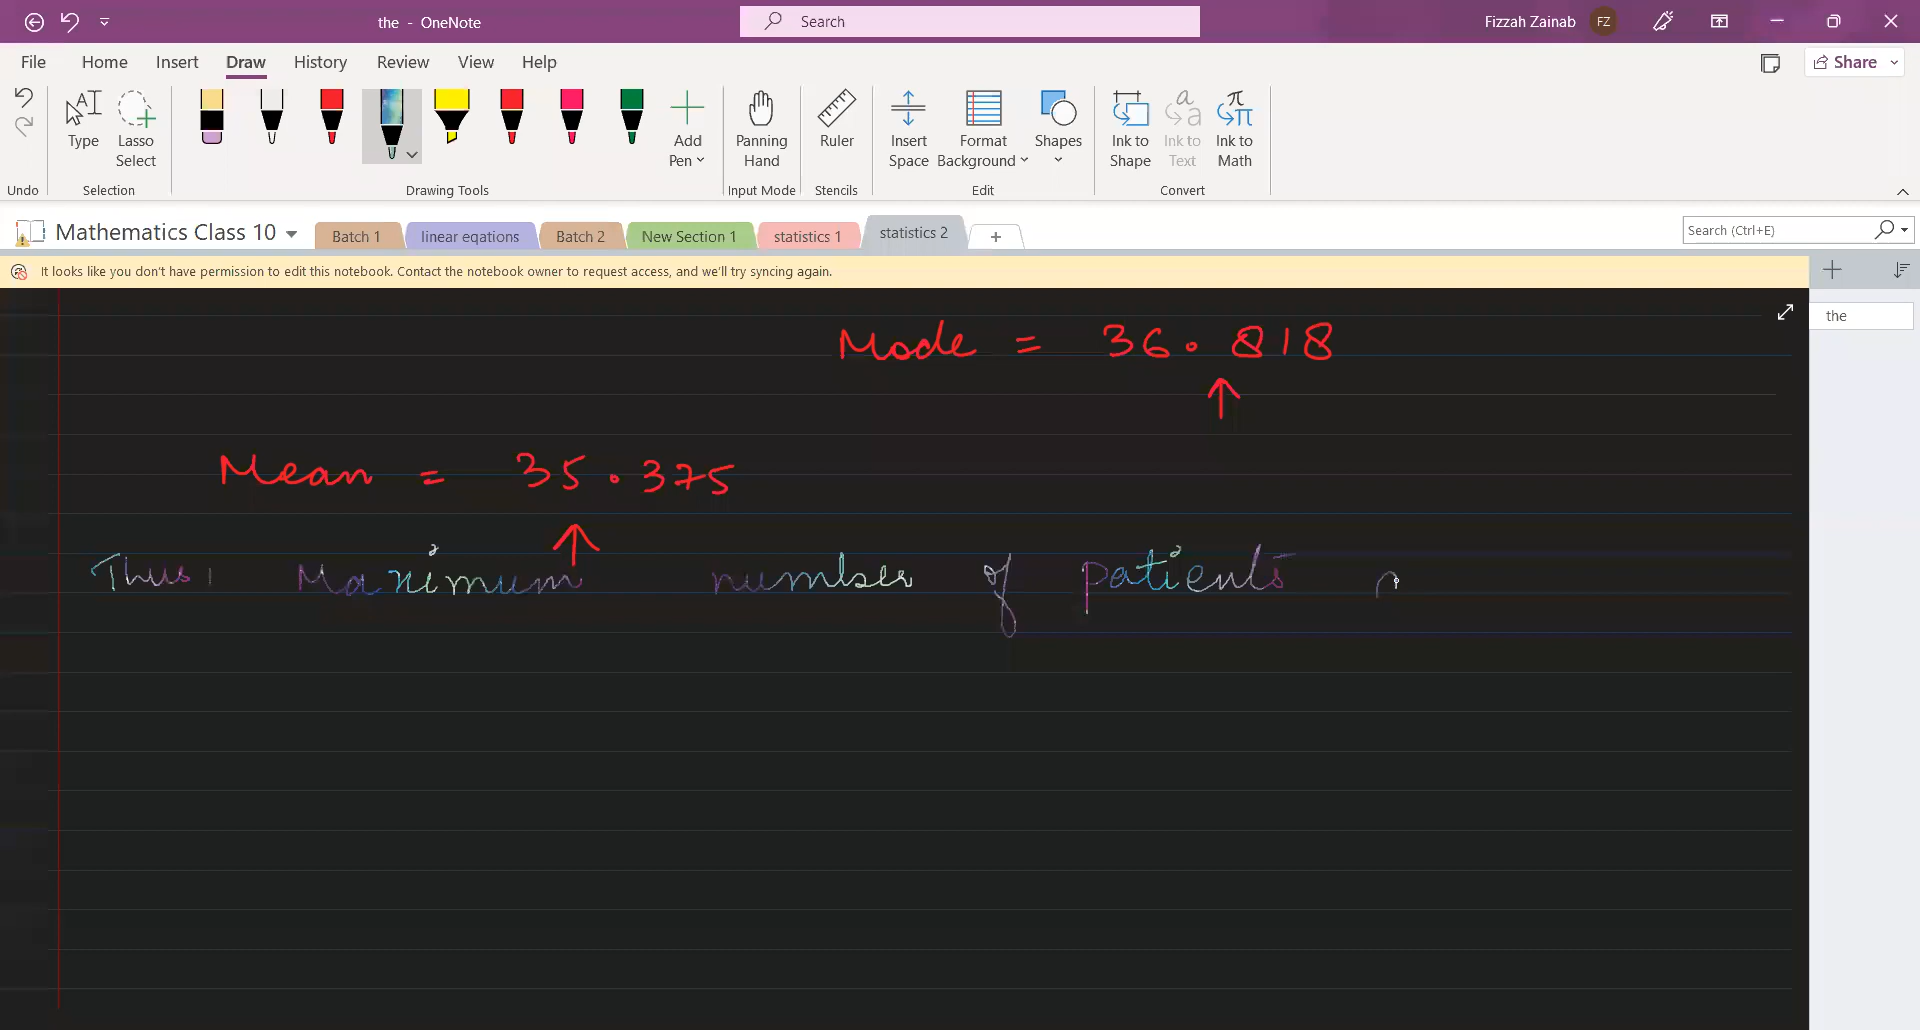 the - OneNote
Search
Fizzah Zainab
FZ
File Home Insert Draw History Review View Help
Share
Type
Lasso Select
Add Pen
Panning Hand
Ruler
Insert Space
Format Background
Shapes
Ink to Shape
Ink to Text
Ink to Math
Undo
Selection
Drawing Tools
Input Mode
Stencils
Edit
Convert
Mathematics Class 10
Batch 1
linear eqations
Batch 2
New Section 1
statistics 1
statistics 2
Search (Ctrl+E)
It looks like you don't have permission to edit this notebook. Contact the notebook owner to request access, and we'll try syncing again.
the
Mode = 36.818
Mean = 35.375
Thus, Maximum number of patients